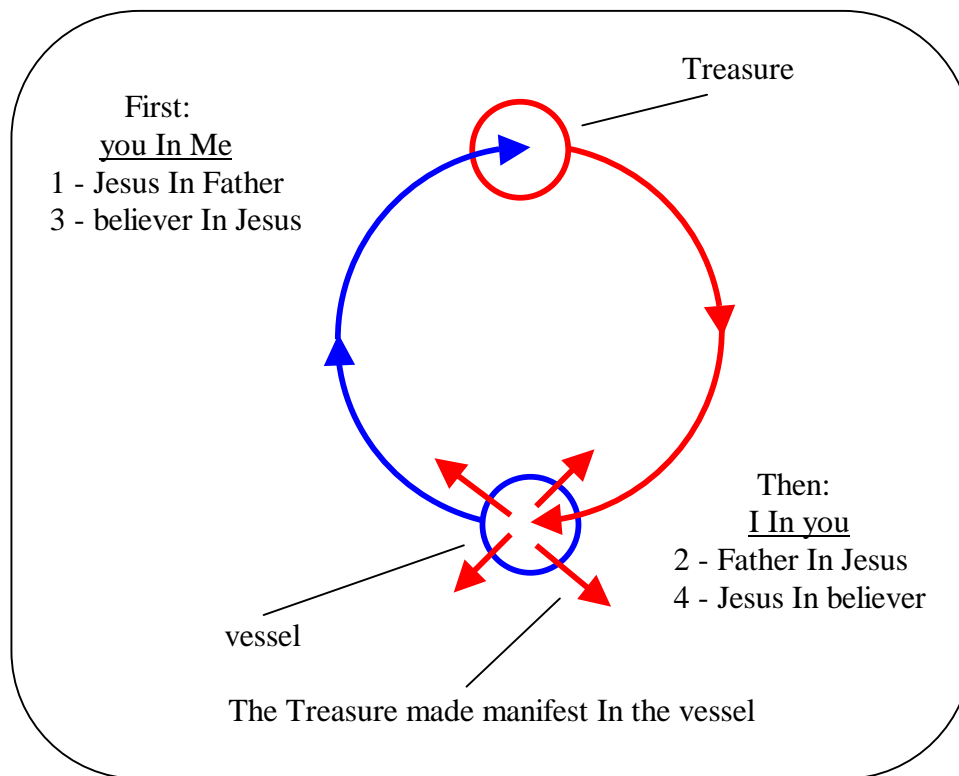 Treasure
First:
you In Me
1 - Jesus In Father
3 - believer In Jesus
Then:
I In you
2 - Father In Jesus
4 - Jesus In believer
vessel
The Treasure made manifest In the vessel